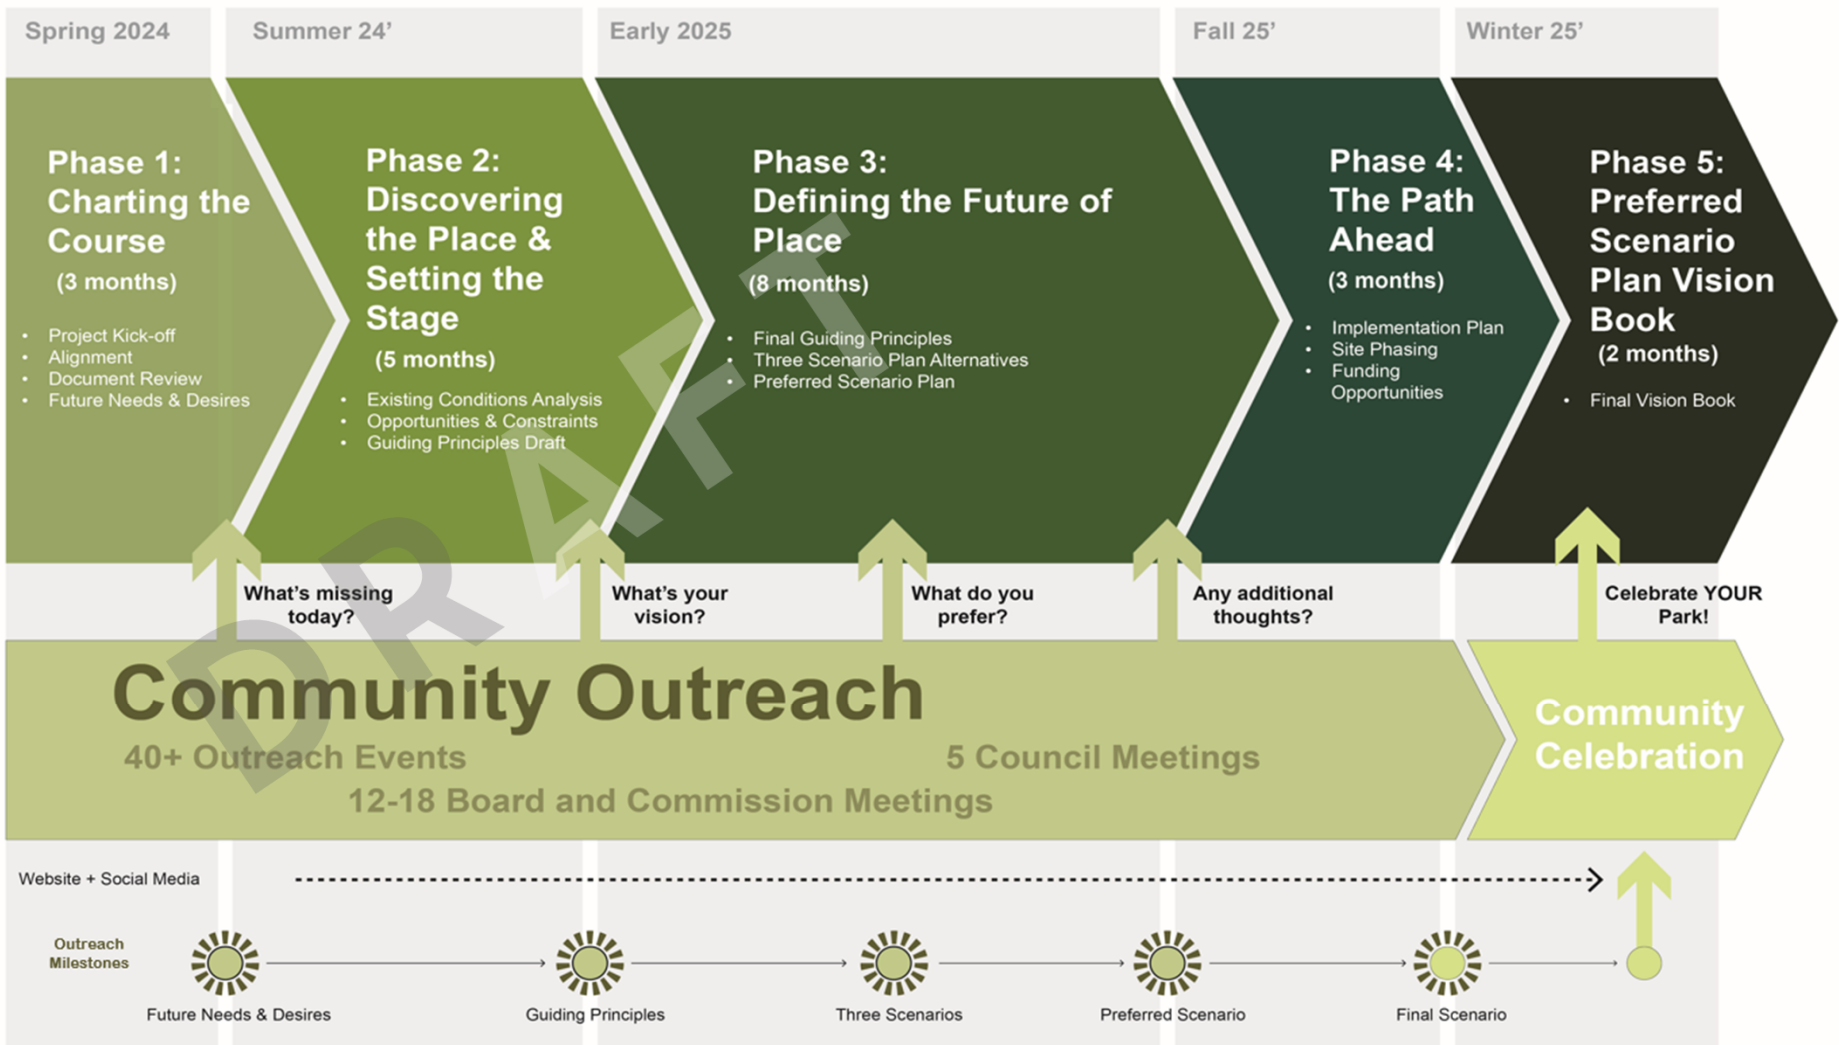 Spring 2024
Summer 24’
Early 2025
Fall 25’
Winter 25’
Phase 1:
Charting the
Course
(3 months)
• Project Kick-off
• Alignment
• Document Review
• Future Needs & Desires
Phase 2:
Discovering
the Place &
Setting the
Stage
(5 months)
• Existing Conditions Analysis
• Opportunities & Constraints
• Guiding Principles Draft
Phase 3:
Defining the Future of
Place
(8 months)
• Final Guiding Principles
• Three Scenario Plan Alternatives
• Preferred Scenario Plan
Phase 4:
The Path
Ahead
(3 months)
• Implementation Plan
• Site Phasing
• Funding
Opportunities
Phase 5:
Preferred
Scenario
Plan Vision
Book
(2 months)
• Final Vision Book
DRAFT
What’s missing
today?
What’s your
vision?
What do you
prefer?
Any additional
thoughts?
Celebrate YOUR
Park!
Community Outreach
40+ Outreach Events
5 Council Meetings
12-18 Board and Commission Meetings
Community
Celebration
Website + Social Media
Outreach
Milestones
Future Needs & Desires
Guiding Principles
Three Scenarios
Preferred Scenario
Final Scenario